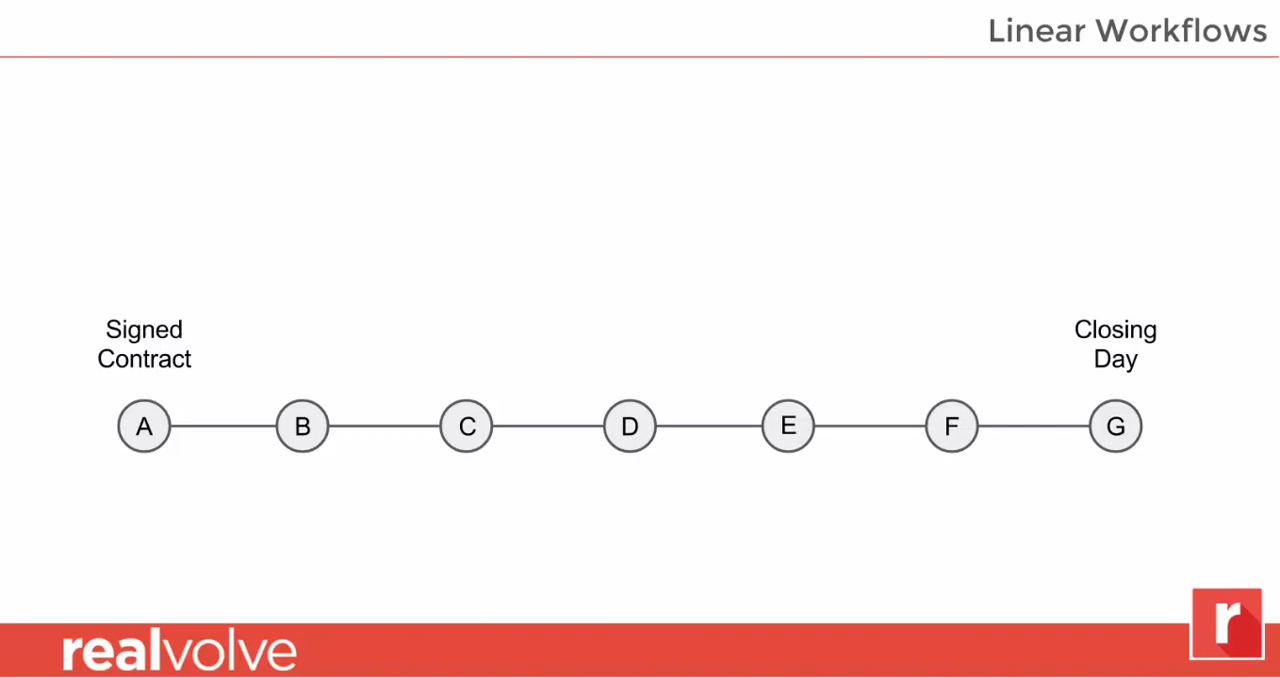 Linear Workflows
Signed
Contract
Closing
Day
A B C D E F G
realvolve
r